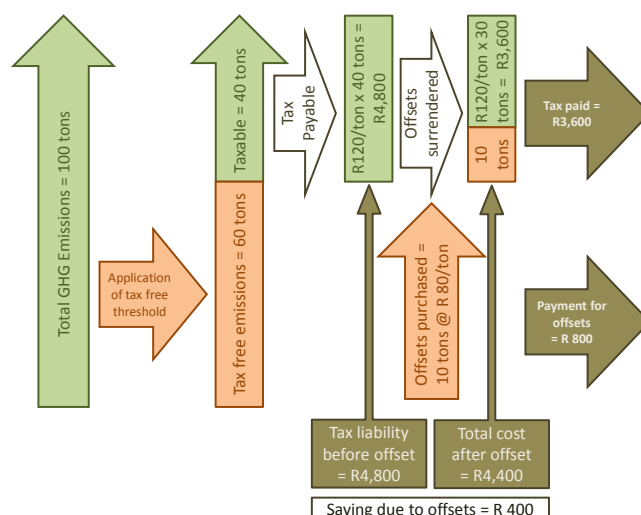 Total GHG Emissions = 100 tons
Application
of tax free
threshold
Taxable = 40 tons
Tax free emissions = 60 tons
Tax
Payable
R120/ton x 40 tons =
R4,800
Offsets
surrendered
R120/ton x 30
tons = R3,600
10
tons
Tax paid =
R3,600
Offsets purchased =
10 tons @ R 80/ton
Payment for
offsets
= R 800
Tax liability
before offset
= R4,800
Total cost
after offset
= R4,400
Saving due to offsets = R 400